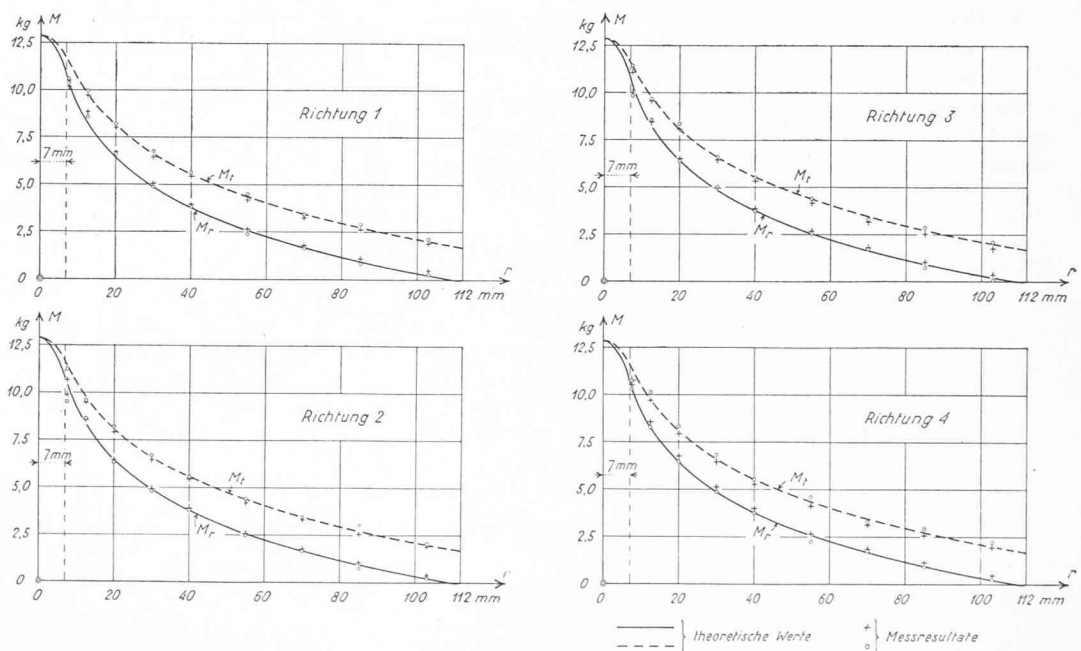 kg M
12,5
10,0
7,5
5,0
2,5
0
Richtung 1
7mm
Mt
Mr
0 20 40 60 80 100 112 mm
r
kg M
12,5
10,0
7,5
5,0
2,5
0
Richtung 3
7mm
Mt
Mr
0 20 40 60 80 100 112 mm
r
kg M
12,5
10,0
7,5
5,0
2,5
0
Richtung 2
7mm
Mt
Mr
0 20 40 60 80 100 112 mm
r
kg M
12,5
10,0
7,5
5,0
2,5
0
Richtung 4
7mm
Mt
Mr
0 20 40 60 80 100 112 mm
r
theoretische Werte
+ o Messresultate